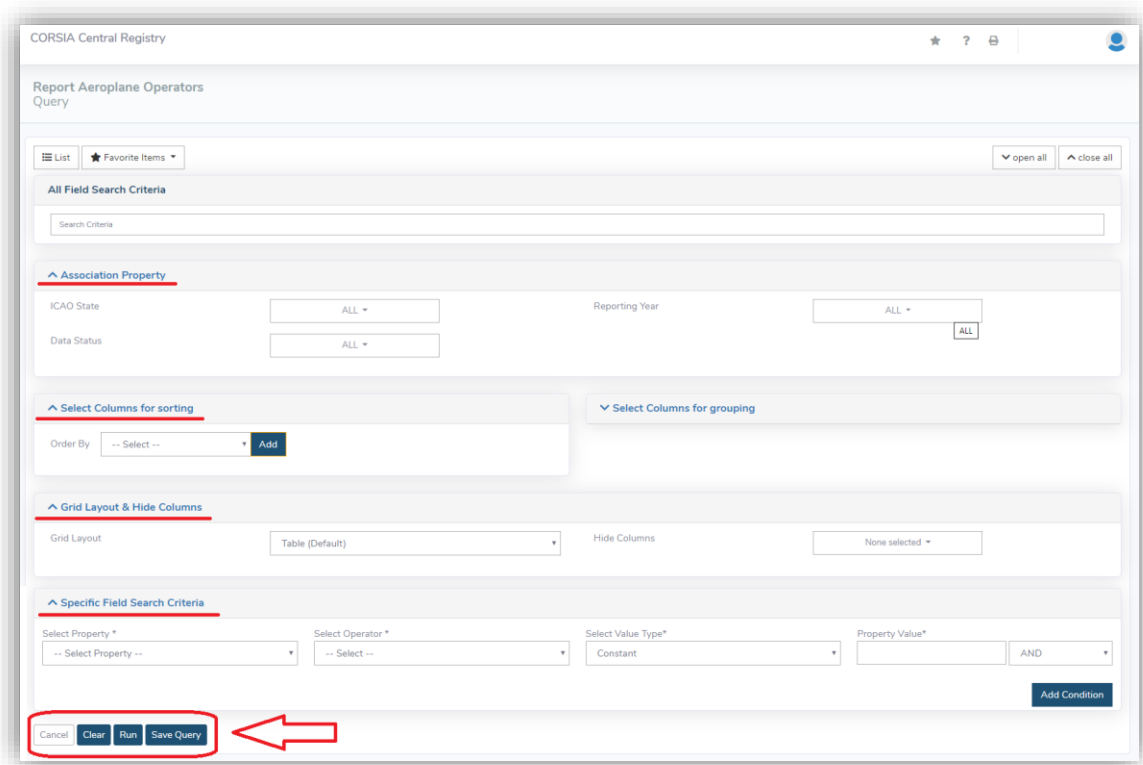 CORSIA Central Registry
?
Report Aeroplane Operators
Query
List Favorite Items open all close all
All Field Search Criteria
Search Criteria
Association Property
ICAO State ALL Reporting Year ALL
ALL
Data Status ALL
Select Columns for sorting Select Columns for grouping
Order By -- Select -- Add
Grid Layout & Hide Columns
Grid Layout Table (Default) Hide Columns None selected
Specific Field Search Criteria
Select Property * Select Operator * Select Value Type* Property Value*
-- Select Property -- -- Select -- Constant AND
Add Condition
Cancel Clear Run Save Query